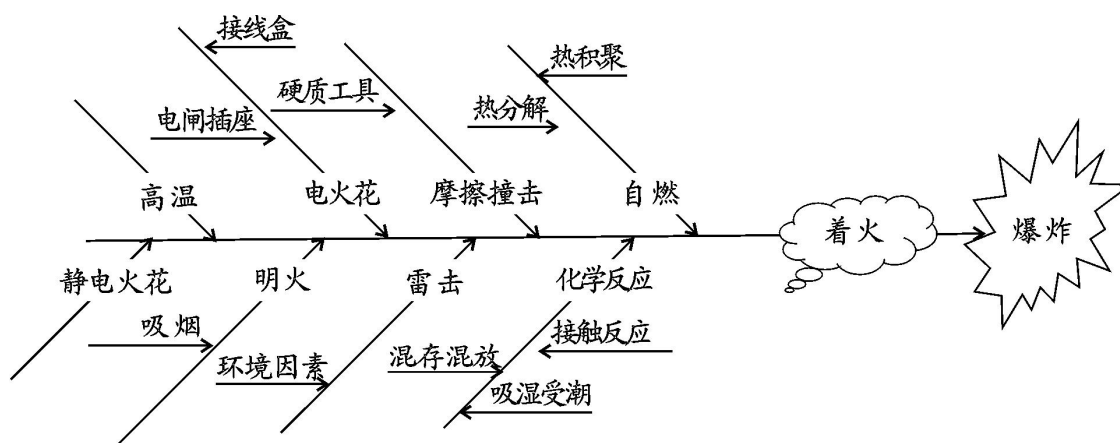 接线盒
热积聚
硬质工具
热分解
电闸插座
高温
电火花
摩擦撞击
自燃
着火
爆炸
静电火花
明火
雷击
化学反应
吸烟
接触反应
环境因素
混存混放
吸湿受潮